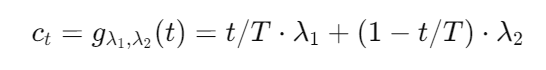 c_t = g_{λ_1,λ_2}(t) = t/T · λ_1 + (1 − t/T) · λ_2